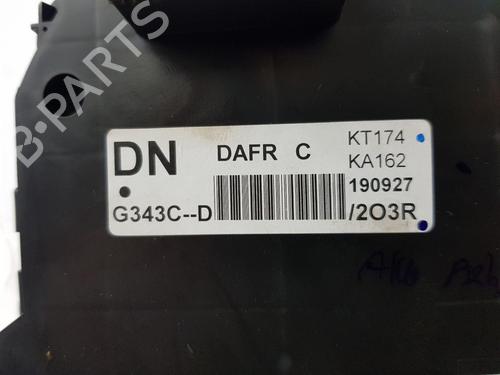 DN DAFR C KT174
KA162
190927
G343C--D /2O3R
B-PARTS